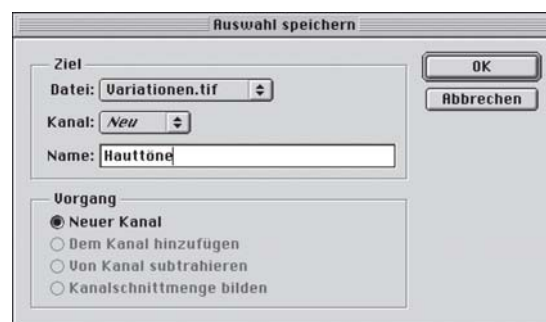 Auswahl speichern
Ziel
Datei: Variationen.tif
Kanal: Neu
Name: Hauttöne
OK
Abbrechen
Vorgang
Neuer Kanal
Dem Kanal hinzufügen
Von Kanal subtrahieren
Kanalschnittmenge bilden